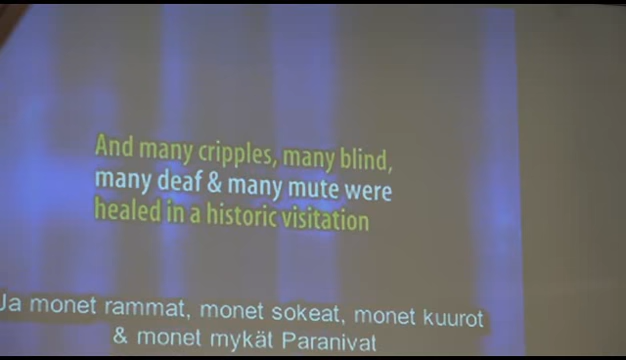 And many cripples, many blind,
many deaf & many mute were
healed in a historic visitation
Ja monet rammat, monet sokeat, monet kuurot
& monet mykät Paranivat